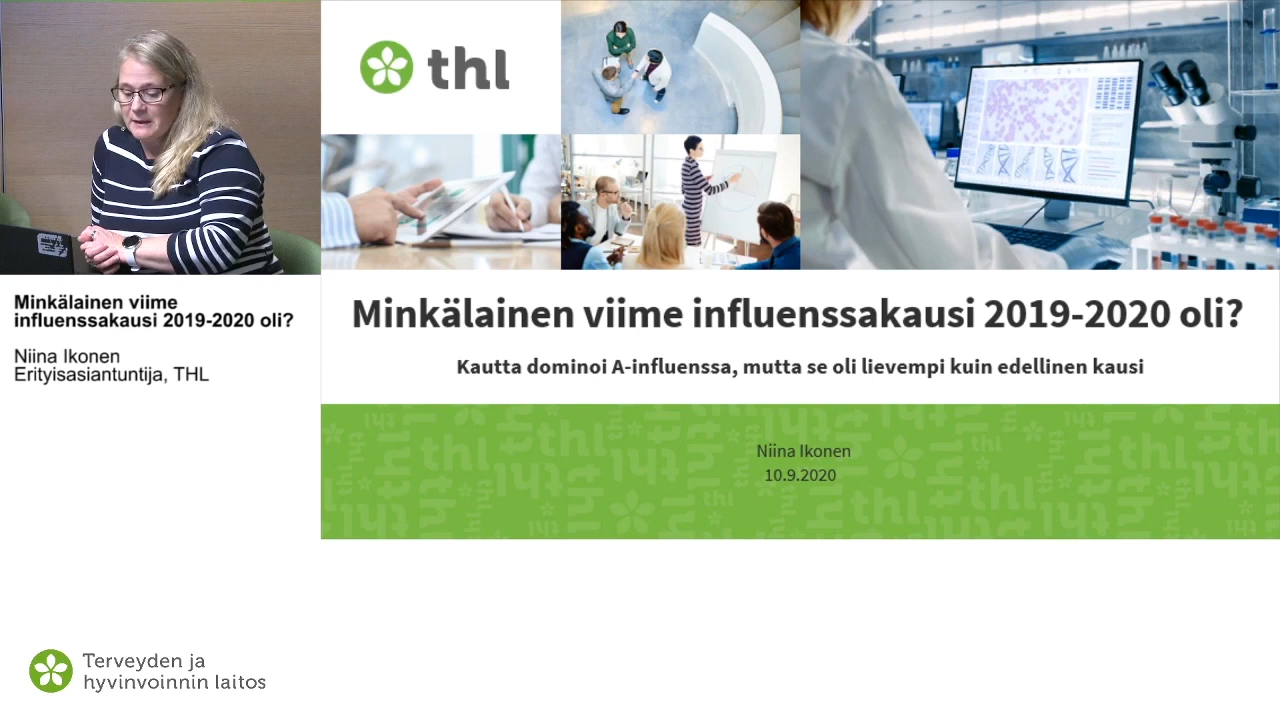 thl
Minkälainen viime
influenssakausi 2019-2020 oli?
Niina Ikonen
Erityisasiantuntija, THL
Minkälainen viime influenssakausi 2019-2020 oli?
Kautta dominoi A-influenssa, mutta se oli lievempi kuin edellinen kausi
Niina Ikonen
10.9.2020
Terveyden ja
hyvinvoinnin laitos